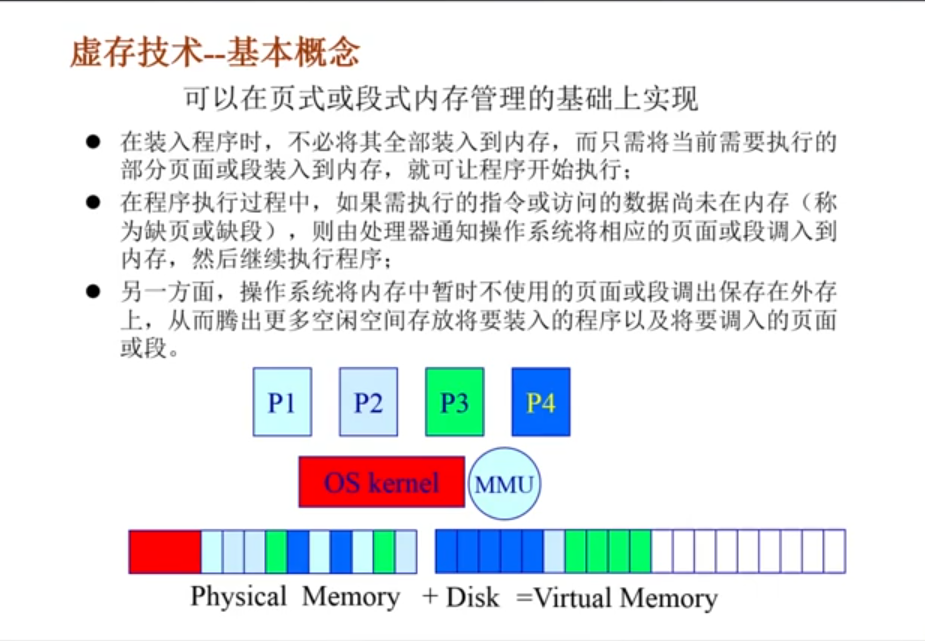 虚存技术--基本概念
可以在页式或段式内存管理的基础上实现
● 在装入程序时，不必将其全部装入到内存，而只需将当前需要执行的
部分页面或段装入到内存，就可让程序开始执行；
● 在程序执行过程中，如果需执行的指令或访问的数据尚未在内存（称
为缺页或缺段），则由处理器通知操作系统将相应的页面或段调入到
内存，然后继续执行程序；
● 另一方面，操作系统将内存中暂时不使用的页面或段调出保存在外存
上，从而腾出更多空闲空间存放将要装入的程序以及将要调入的页面
或段。
P1 P2 P3 P4
OS kernel MMU
Physical Memory + Disk =Virtual Memory